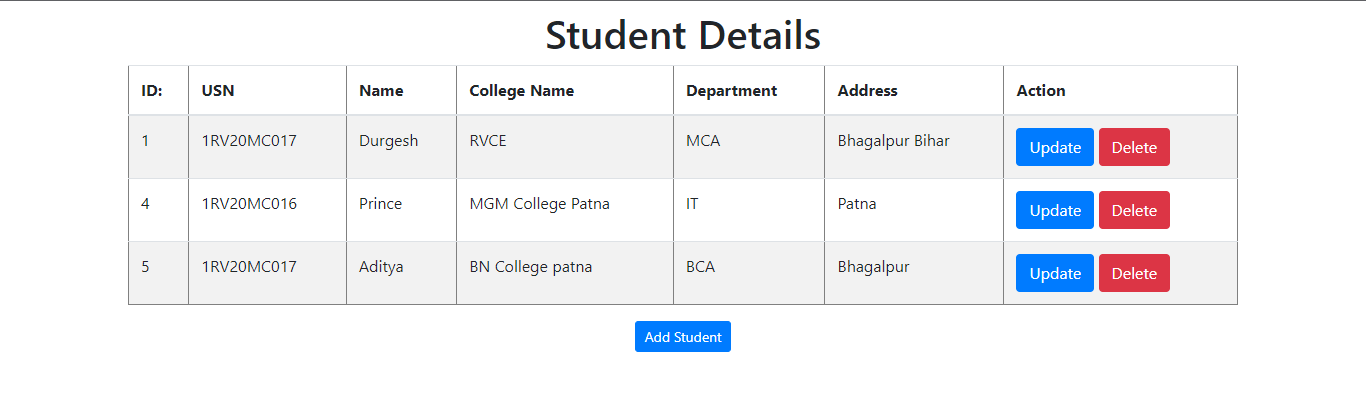 Student Details
ID: USN Name College Name Department Address Action
1 1RV20MC017 Durgesh RVCE MCA Bhagalpur Bihar Update Delete
4 1RV20MC016 Prince MGM College Patna IT Patna Update Delete
5 1RV20MC017 Aditya BN College patna BCA Bhagalpur Update Delete
Add Student